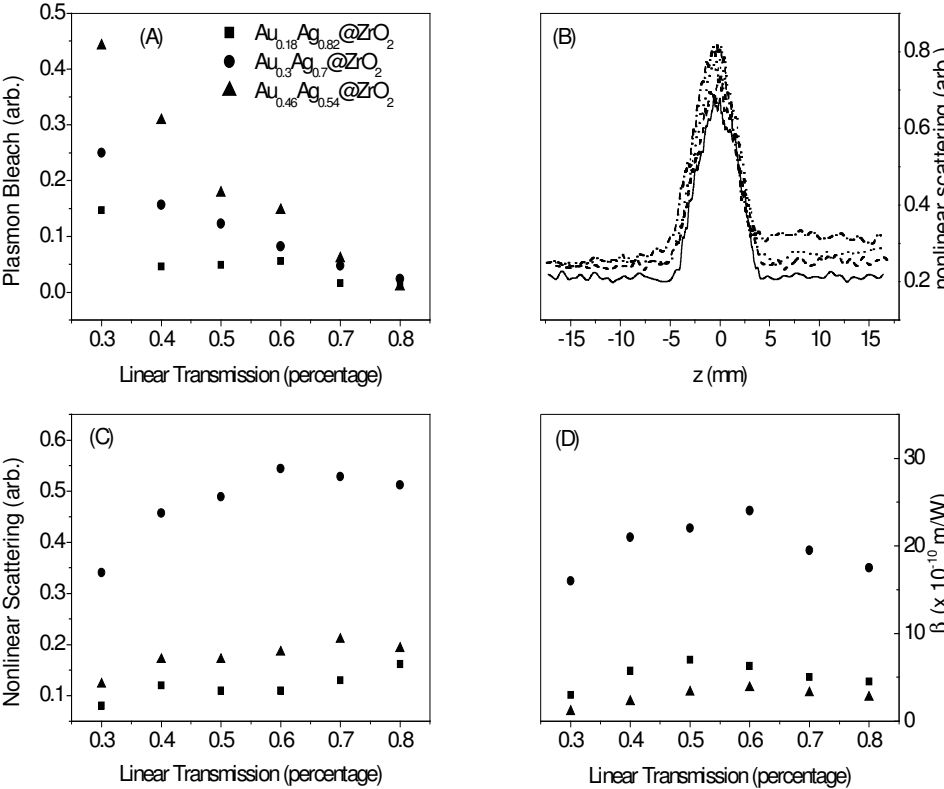 (A)
Au0.18Ag0.82@ZrO2
Au0.3Ag0.7@ZrO2
Au0.46Ag0.54@ZrO2
0.5
0.4
0.3
0.2
0.1
0.0
Plasmon Bleach (arb.)
0.3 0.4 0.5 0.6 0.7 0.8
Linear Transmission (percentage)
(B)
0.8
0.6
0.4
0.2
nonlinear scattering (arb.)
-15 -10 -5 0 5 10 15
z (mm)
(C)
0.6
0.5
0.4
0.3
0.2
0.1
Nonlinear Scattering (arb.)
0.3 0.4 0.5 0.6 0.7 0.8
Linear Transmission (percentage)
(D)
30
20
10
0
β (x 10-10 m/W)
0.3 0.4 0.5 0.6 0.7 0.8
Linear Transmission (percentage)